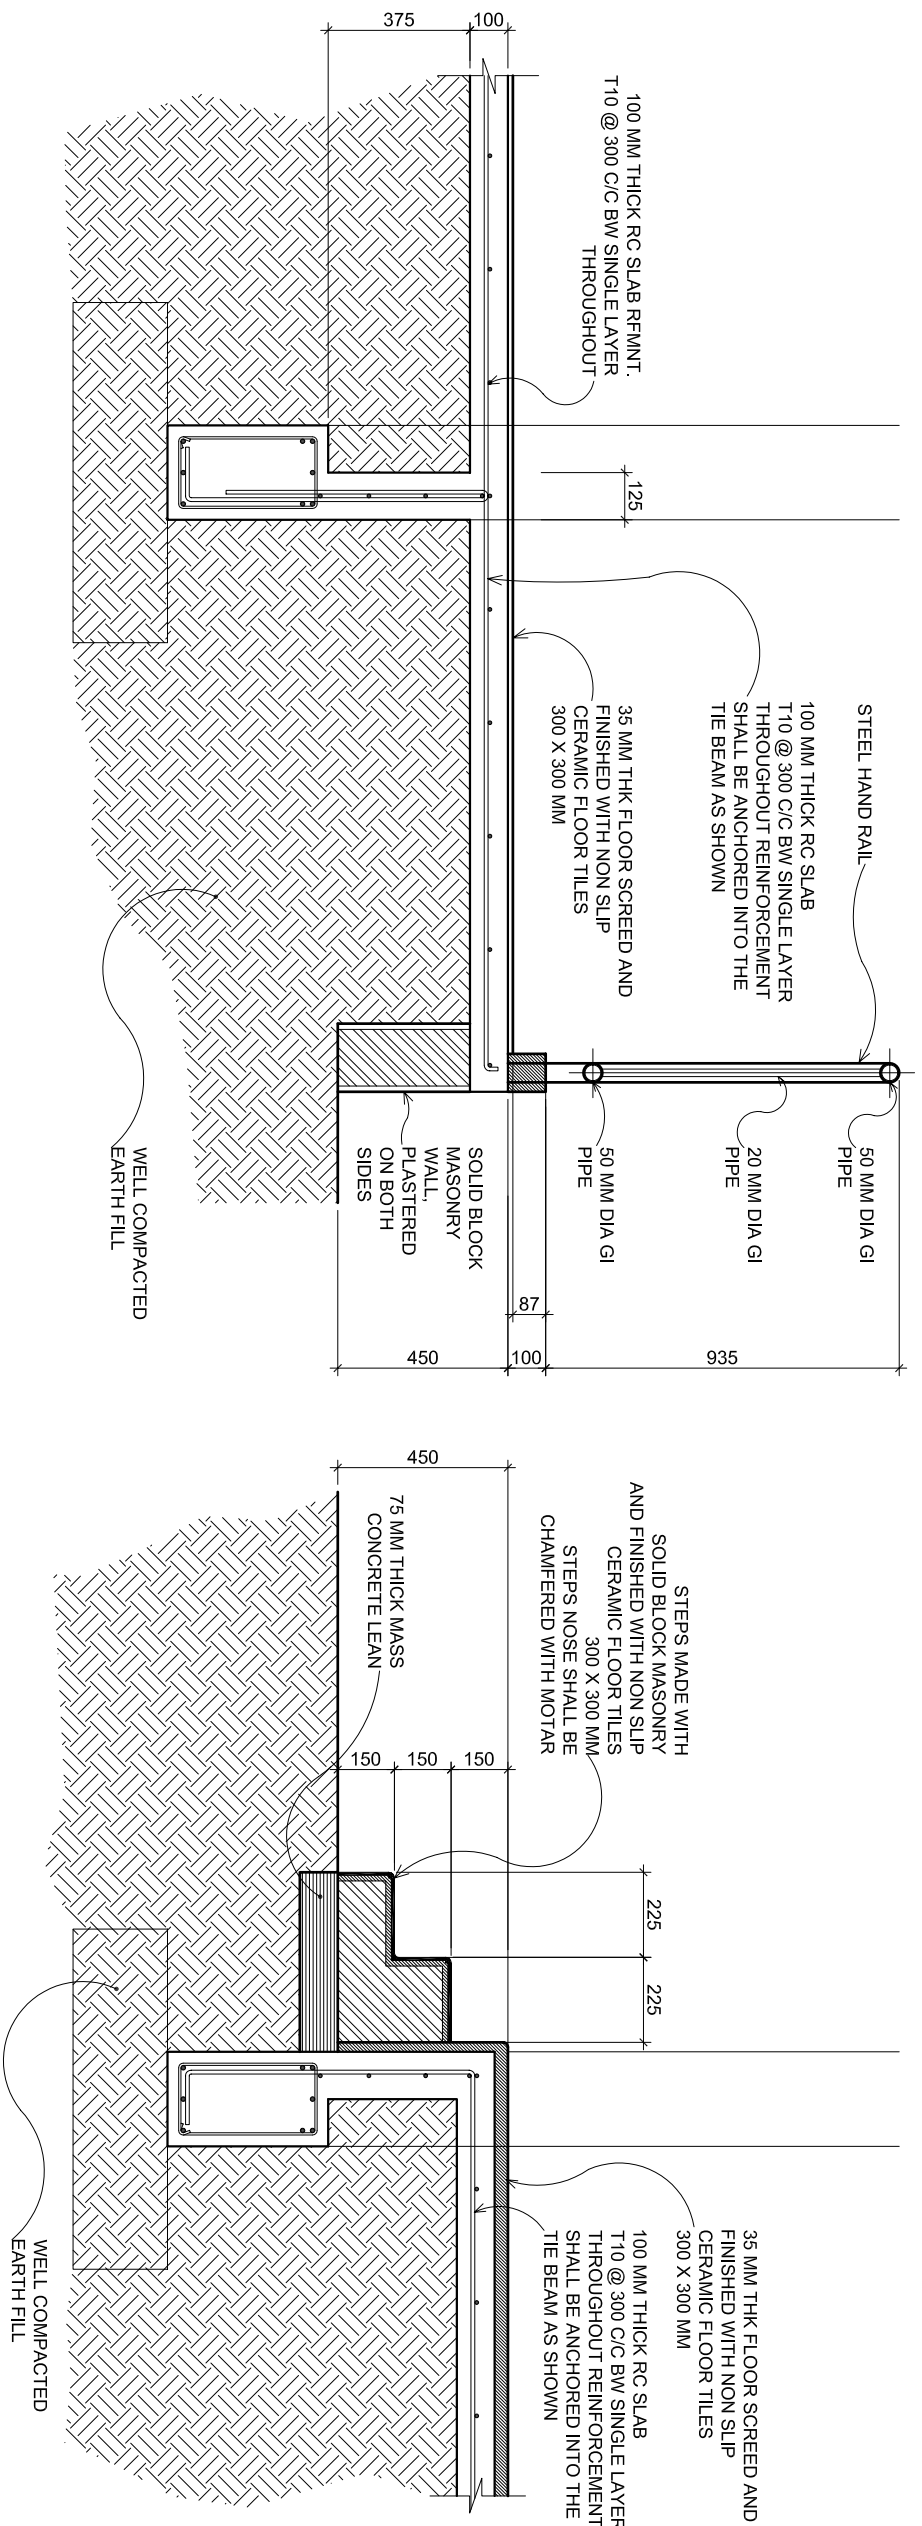 375
100
100 MM THICK RC SLAB RFMNT.
T10 @ 300 C/C BW SINGLE LAYER
THROUGHOUT
125
STEEL HAND RAIL
100 MM THICK RC SLAB
T10 @ 300 C/C BW SINGLE LAYER
THROUGHOUT REINFORCEMENT
SHALL BE ANCHORED INTO THE
TIE BEAM AS SHOWN
35 MM THK FLOOR SCREED AND
FINISHED WITH NON SLIP
CERAMIC FLOOR TILES
300 X 300 MM
50 MM DIA GI
PIPE
20 MM DIA GI
PIPE
50 MM DIA GI
PIPE
SOLID BLOCK
MASONRY
WALL,
PLASTERED
ON BOTH
SIDES
WELL COMPACTED
EARTH FILL
87
450
100
935
450
STEPS MADE WITH
SOLID BLOCK MASONRY
AND FINISHED WITH NON SLIP
CERAMIC FLOOR TILES
300 X 300 MM
STEPS NOSE SHALL BE
CHAMFERED WITH MOTAR
75 MM THICK MASS
CONCRETE LEAN
150
150
150
225
225
35 MM THK FLOOR SCREED AND
FINISHED WITH NON SLIP
CERAMIC FLOOR TILES
300 X 300 MM
100 MM THICK RC SLAB
T10 @ 300 C/C BW SINGLE LAYER
THROUGHOUT REINFORCEMENT
SHALL BE ANCHORED INTO THE
TIE BEAM AS SHOWN
WELL COMPACTED
EARTH FILL